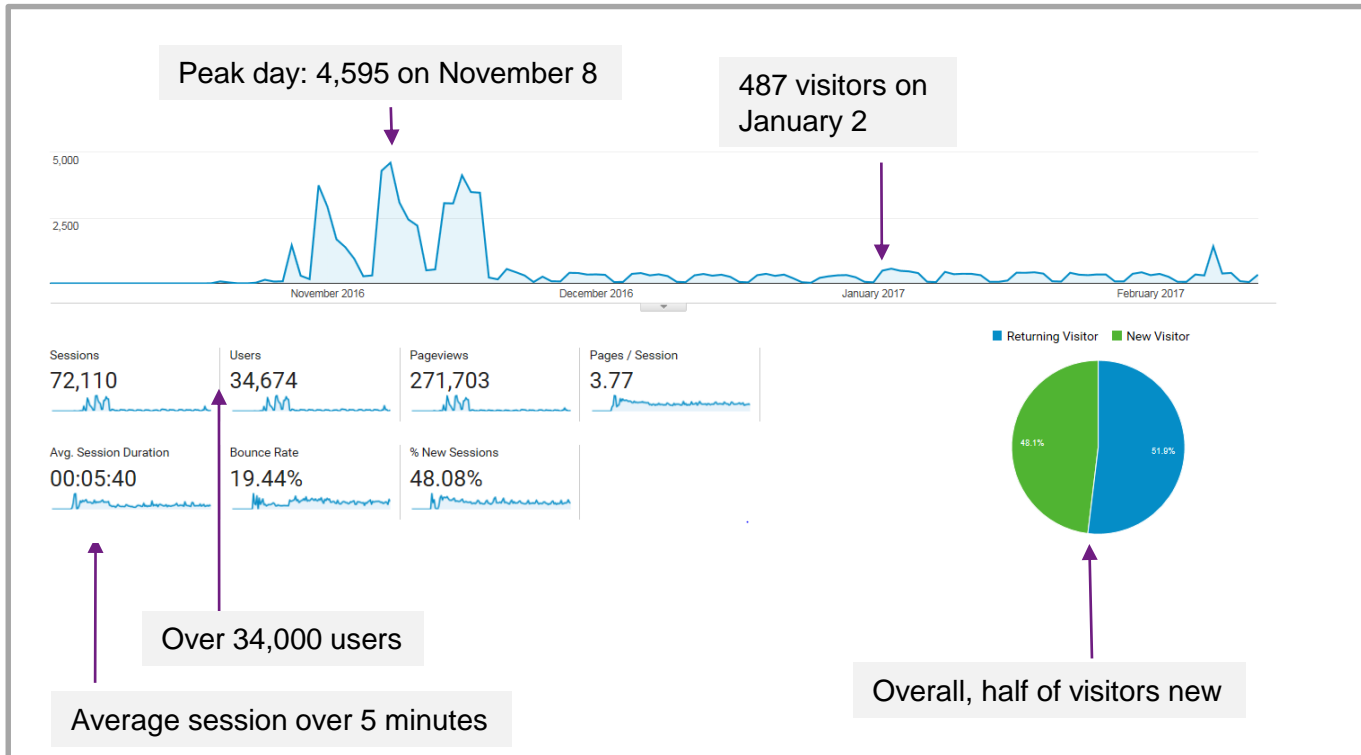 Peak day: 4,595 on November 8
487 visitors on
January 2
5,000
2,500
November 2016
December 2016
January 2017
February 2017
Returning Visitor
New Visitor
Sessions
72,110
Users
34,674
Pageviews
271,703
Pages / Session
3.77
Avg. Session Duration
00:05:40
Bounce Rate
19.44%
% New Sessions
48.08%
48.1%
51.9%
Over 34,000 users
Average session over 5 minutes
Overall, half of visitors new